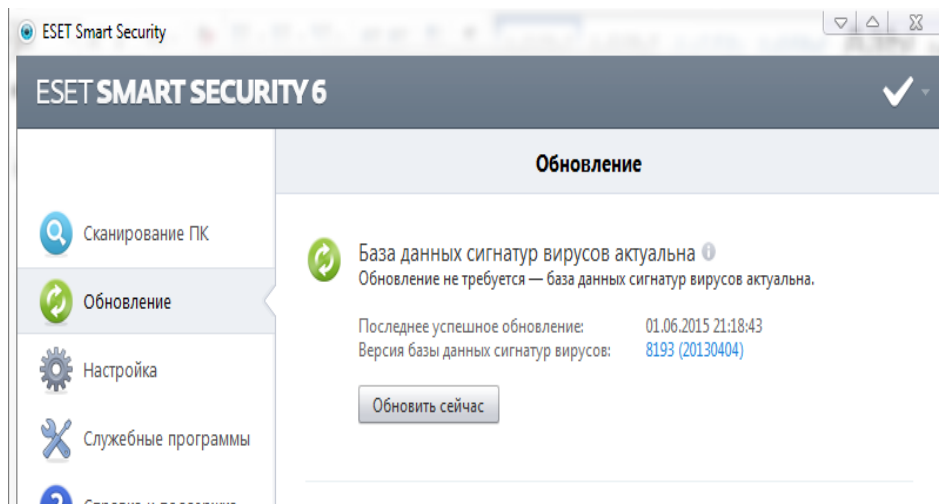 ESET Smart Security
ESET SMART SECURITY 6
Обновление
Сканирование ПК
Обновление
Настройка
Служебные программы
База данных сигнатур вирусов актуальна
Обновление не требуется — база данных сигнатур вирусов актуальна.
Последнее успешное обновление: 01.06.2015 21:18:43
Версия базы данных сигнатур вирусов: 8193 (20130404)
Обновить сейчас